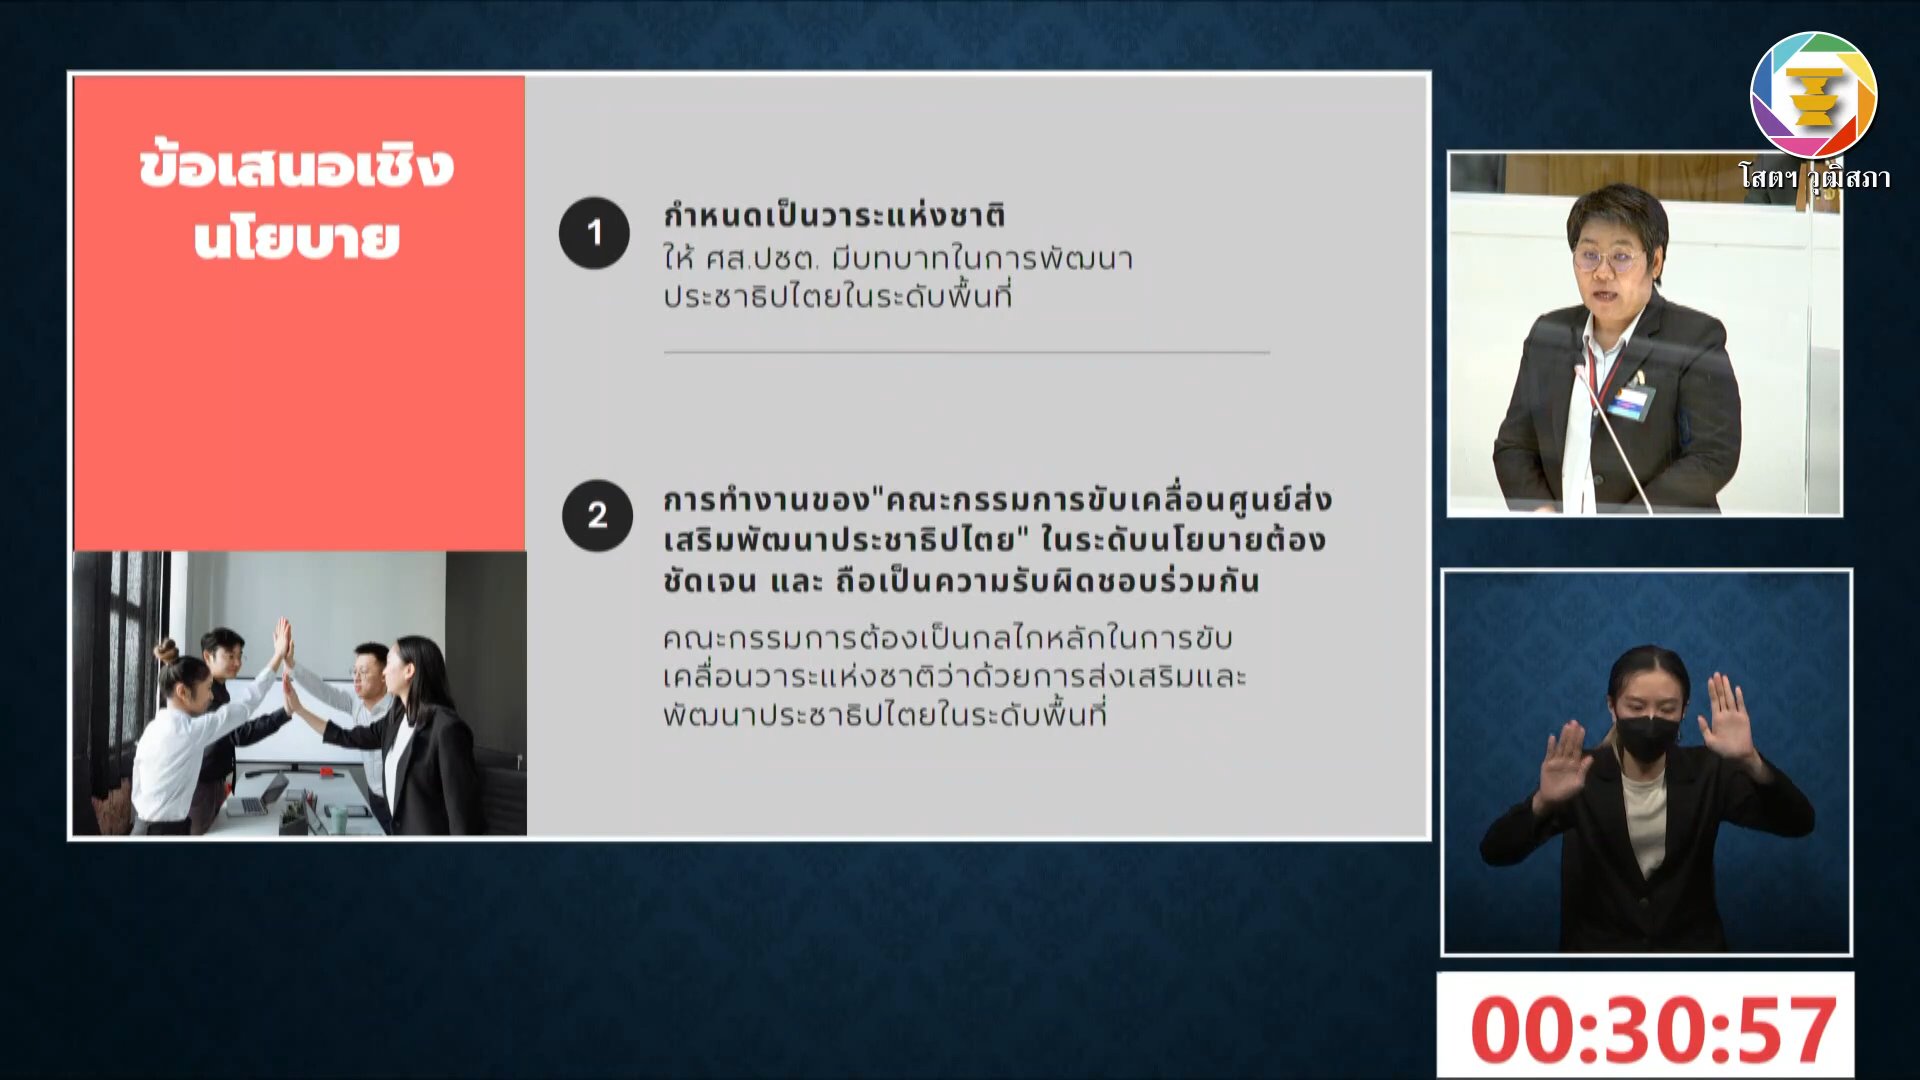 ข้อเสนอเชิง
นโยบาย
1
กำหนดเป็นวาระแห่งชาติ
ให้ ศส.ปชต. มีบทบาทในการพัฒนา
ประชาธิปไตยในระดับพื้นที่
2
การทำงานของ"คณะกรรมการขับเคลื่อนศูนย์ส่ง
เสริมพัฒนาประชาธิปไตย" ในระดับนโยบายต้อง
ชัดเจน และ ถือเป็นความรับผิดชอบร่วมกัน
คณะกรรมการต้องเป็นกลไกหลักในการขับ
เคลื่อนวาระแห่งชาติว่าด้วยการส่งเสริมและ
พัฒนาประชาธิปไตยในระดับพื้นที่
โสตฯ วุฒิสภา
00:30:57